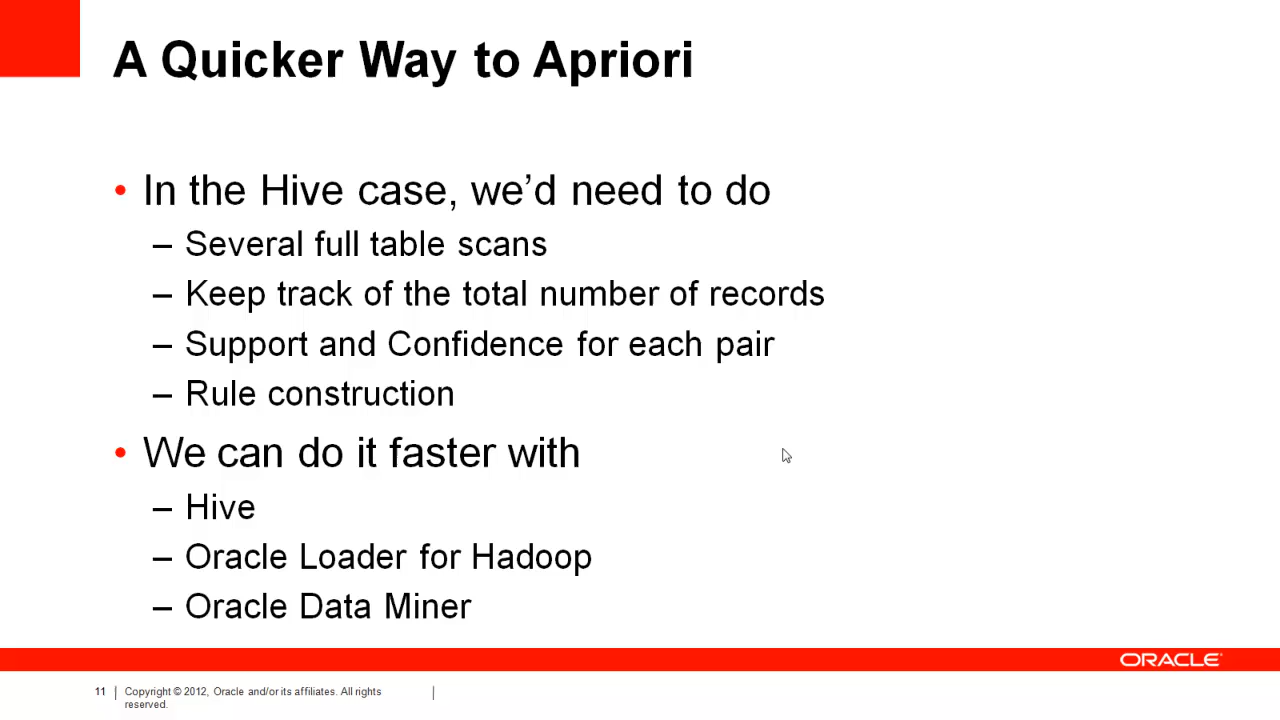 A Quicker Way to Apriori
• In the Hive case, we’d need to do
– Several full table scans
– Keep track of the total number of records
– Support and Confidence for each pair
– Rule construction
• We can do it faster with
– Hive
– Oracle Loader for Hadoop
– Oracle Data Miner
ORACLE
11 | Copyright © 2012, Oracle and/or its affiliates. All rights
reserved.